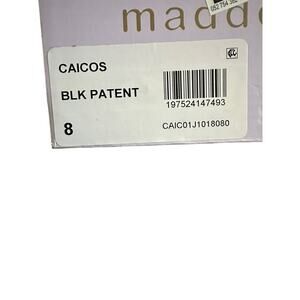 madd
CAICOS
BLK PATENT
197524147493
8
CAIC01J1018080